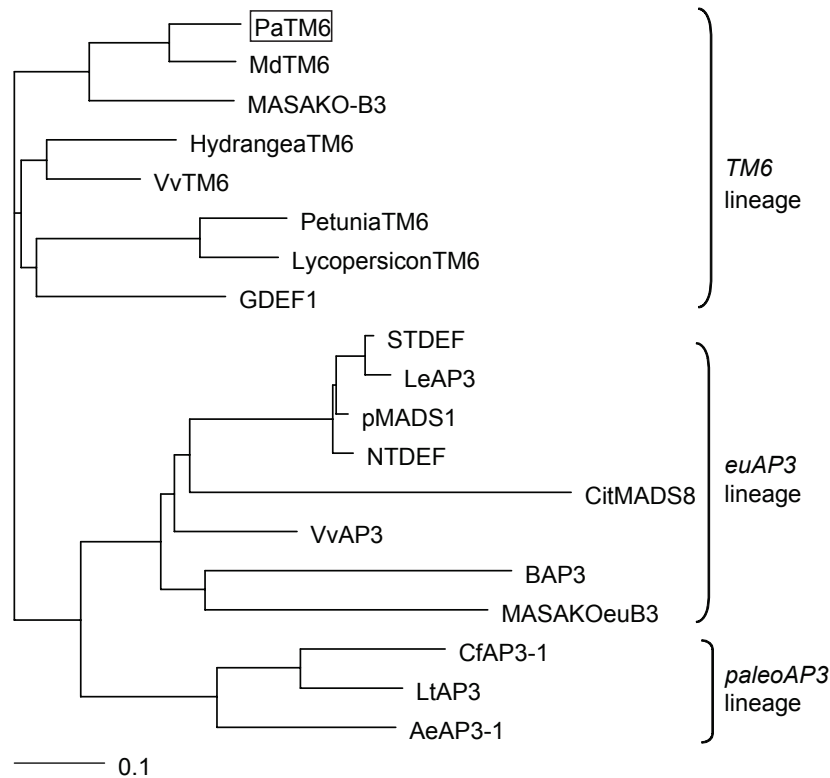 PaTM6
MdTM6
MASAKO-B3
HydrangeaTM6
VvTM6
PetuniaTM6
LycopersiconTM6
GDEF1
TM6
lineage
STDEF
LeAP3
pMADS1
NTDEF
CitMADS8
VvAP3
BAP3
MASAKOeuB3
euAP3
lineage
CfAP3-1
LtAP3
AeAP3-1
paleoAP3
lineage
0.1